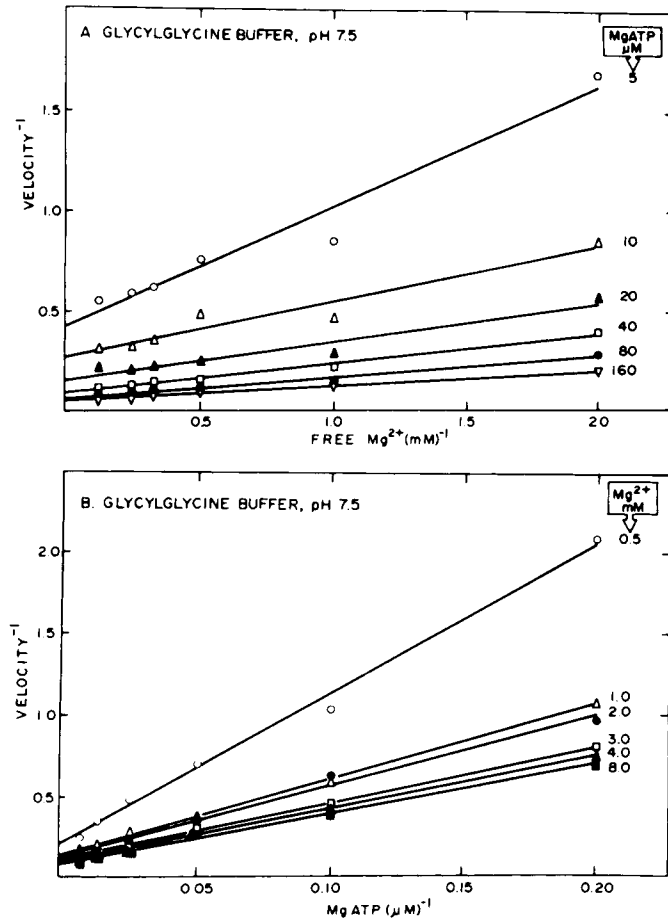 A. GLYCYLGLYCINE BUFFER, pH 7.5
MgATP
μM
5
10
20
40
80
160
1.5
1.0
0.5
VELOCITY⁻¹
0.5
1.0
1.5
2.0
FREE Mg²⁺(mM)⁻¹
B. GLYCYLGLYCINE BUFFER, pH 7.5
Mg²⁺
mM
0.5
1.0
2.0
3.0
4.0
8.0
2.0
1.5
1.0
0.5
VELOCITY⁻¹
0.05
0.10
0.15
0.20
MgATP (μM)⁻¹